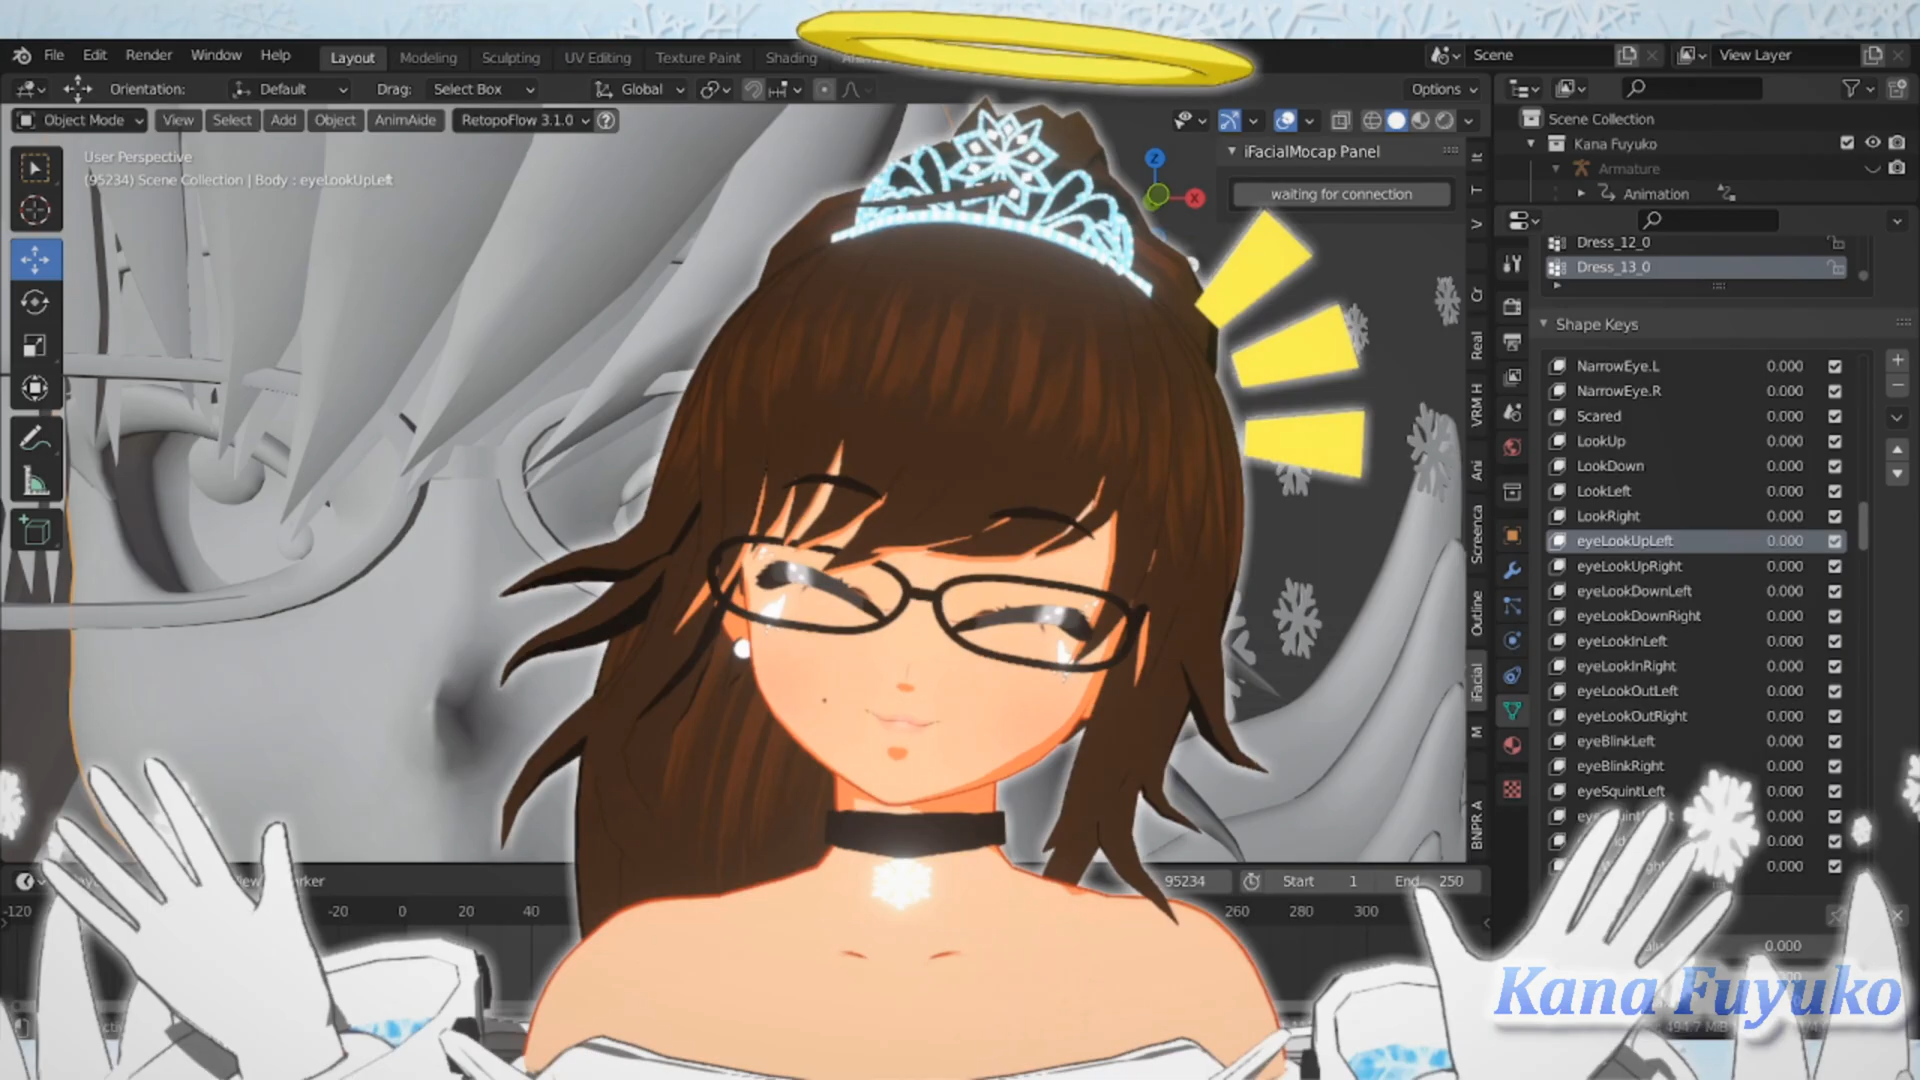 File Edit Render Window Help Layout Modeling Sculpting UV Editing Texture Paint Shading
Scene View Layer
Orientation: Default Drag: Select Box Global Options
Object Mode View Select Add Object AnimAide RetopoFlow 3.1.0
User Perspective
(95234) Scene Collection | Body : eyeLookUpLeft
Z
X
iFacialMocap Panel
waiting for connection
It
T
V
Cr
Real
VRM H
Ani
Screenca
Outline
iFacial
M
BNPR A
Scene Collection
Kana Fuyuko
Armature
Animation
Dress_12_0
Dress_13_0
Shape Keys
NarrowEye.L 0.000
NarrowEye.R 0.000
Scared 0.000
LookUp 0.000
LookDown 0.000
LookLeft 0.000
LookRight 0.000
eyeLookUpLeft 0.000
eyeLookUpRight 0.000
eyeLookDownLeft 0.000
eyeLookDownRight 0.000
eyeLookInLeft 0.000
eyeLookInRight 0.000
eyeLookOutLeft 0.000
eyeLookOutRight 0.000
eyeBlinkLeft 0.000
eyeBlinkRight 0.000
eyeSquintLeft 0.000
0.000
0.000
0.000
95234 Start 1 End 250
-120 -20 0 20 40 260 280 300
0.000
Kana Fuyuko